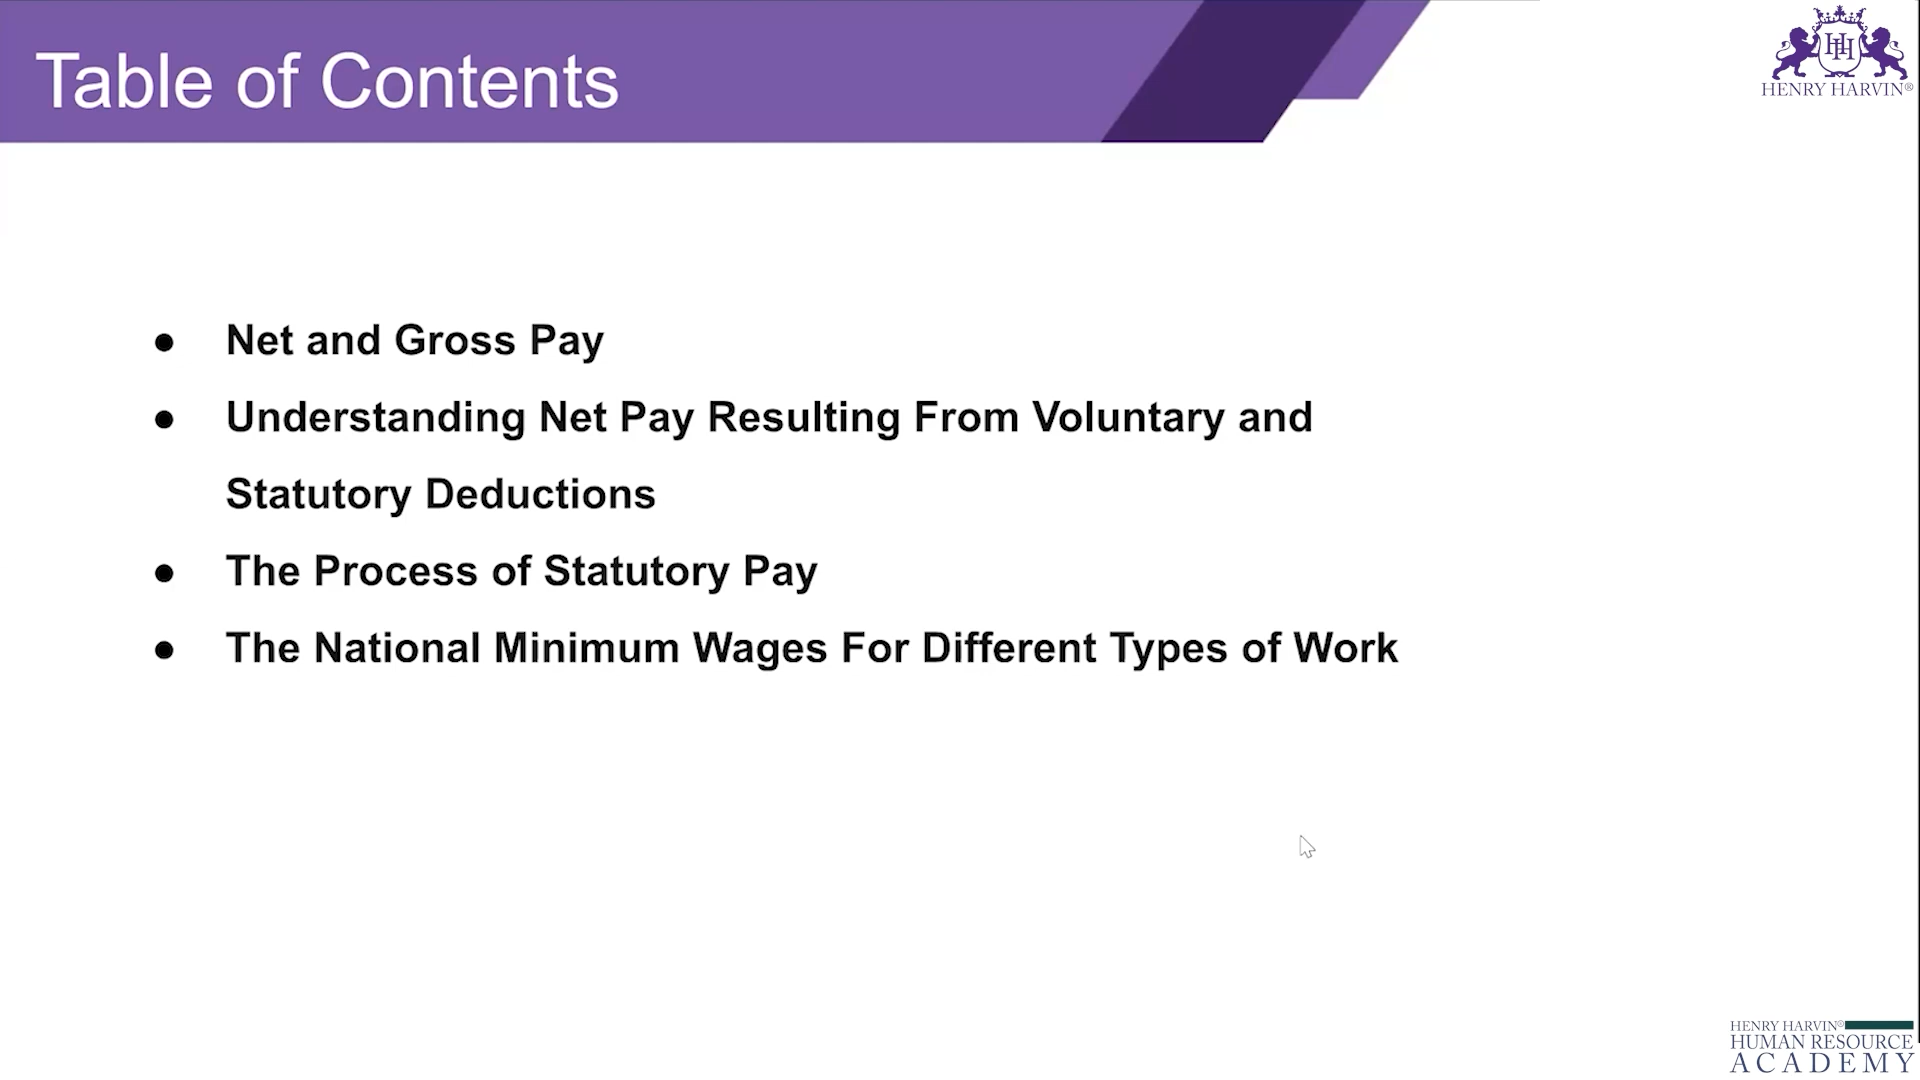 Table of Contents
HH
HENRY HARVIN®
● Net and Gross Pay
● Understanding Net Pay Resulting From Voluntary and
Statutory Deductions
● The Process of Statutory Pay
● The National Minimum Wages For Different Types of Work
HENRY HARVIN®
HUMAN RESOURCE
ACADEMY